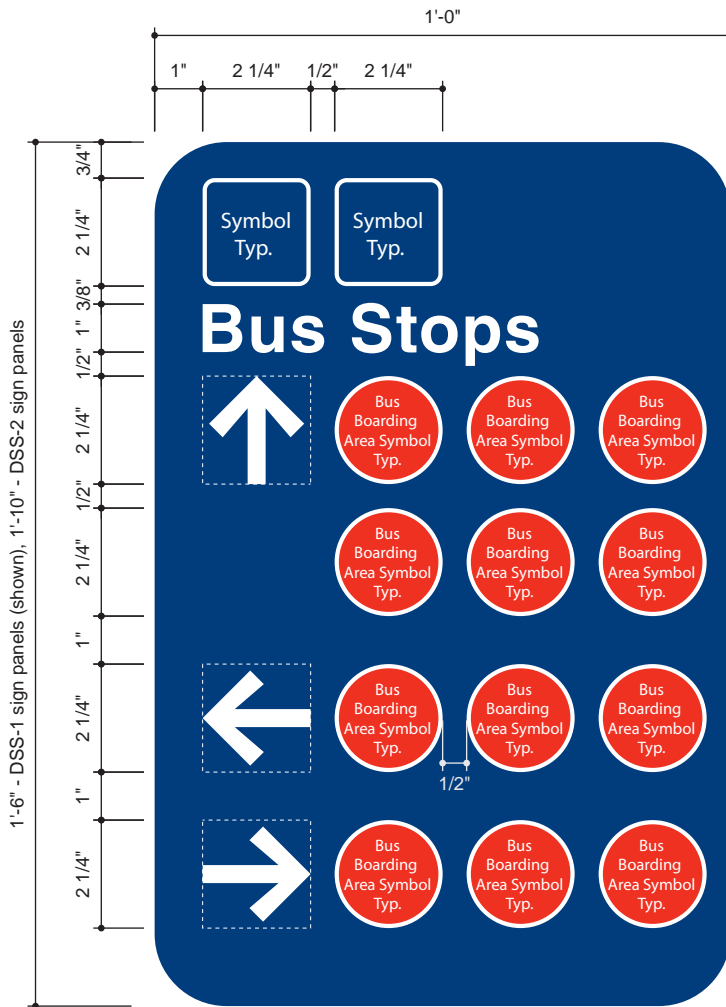 1'-0"
1" 2 1/4" 1/2" 2 1/4"
1'-6" - DSS-1 sign panels (shown), 1'-10" - DSS-2 sign panels
3/4"
2 1/4"
3/8"
1"
1/2"
2 1/4"
1/2"
2 1/4"
1"
2 1/4"
1"
2 1/4"
Symbol
Typ.
Symbol
Typ.
Bus Stops
Bus
Boarding
Area Symbol
Typ.
Bus
Boarding
Area Symbol
Typ.
Bus
Boarding
Area Symbol
Typ.
Bus
Boarding
Area Symbol
Typ.
Bus
Boarding
Area Symbol
Typ.
Bus
Boarding
Area Symbol
Typ.
Bus
Boarding
Area Symbol
Typ.
Bus
Boarding
Area Symbol
Typ.
Bus
Boarding
Area Symbol
Typ.
1/2"
Bus
Boarding
Area Symbol
Typ.
Bus
Boarding
Area Symbol
Typ.
Bus
Boarding
Area Symbol
Typ.